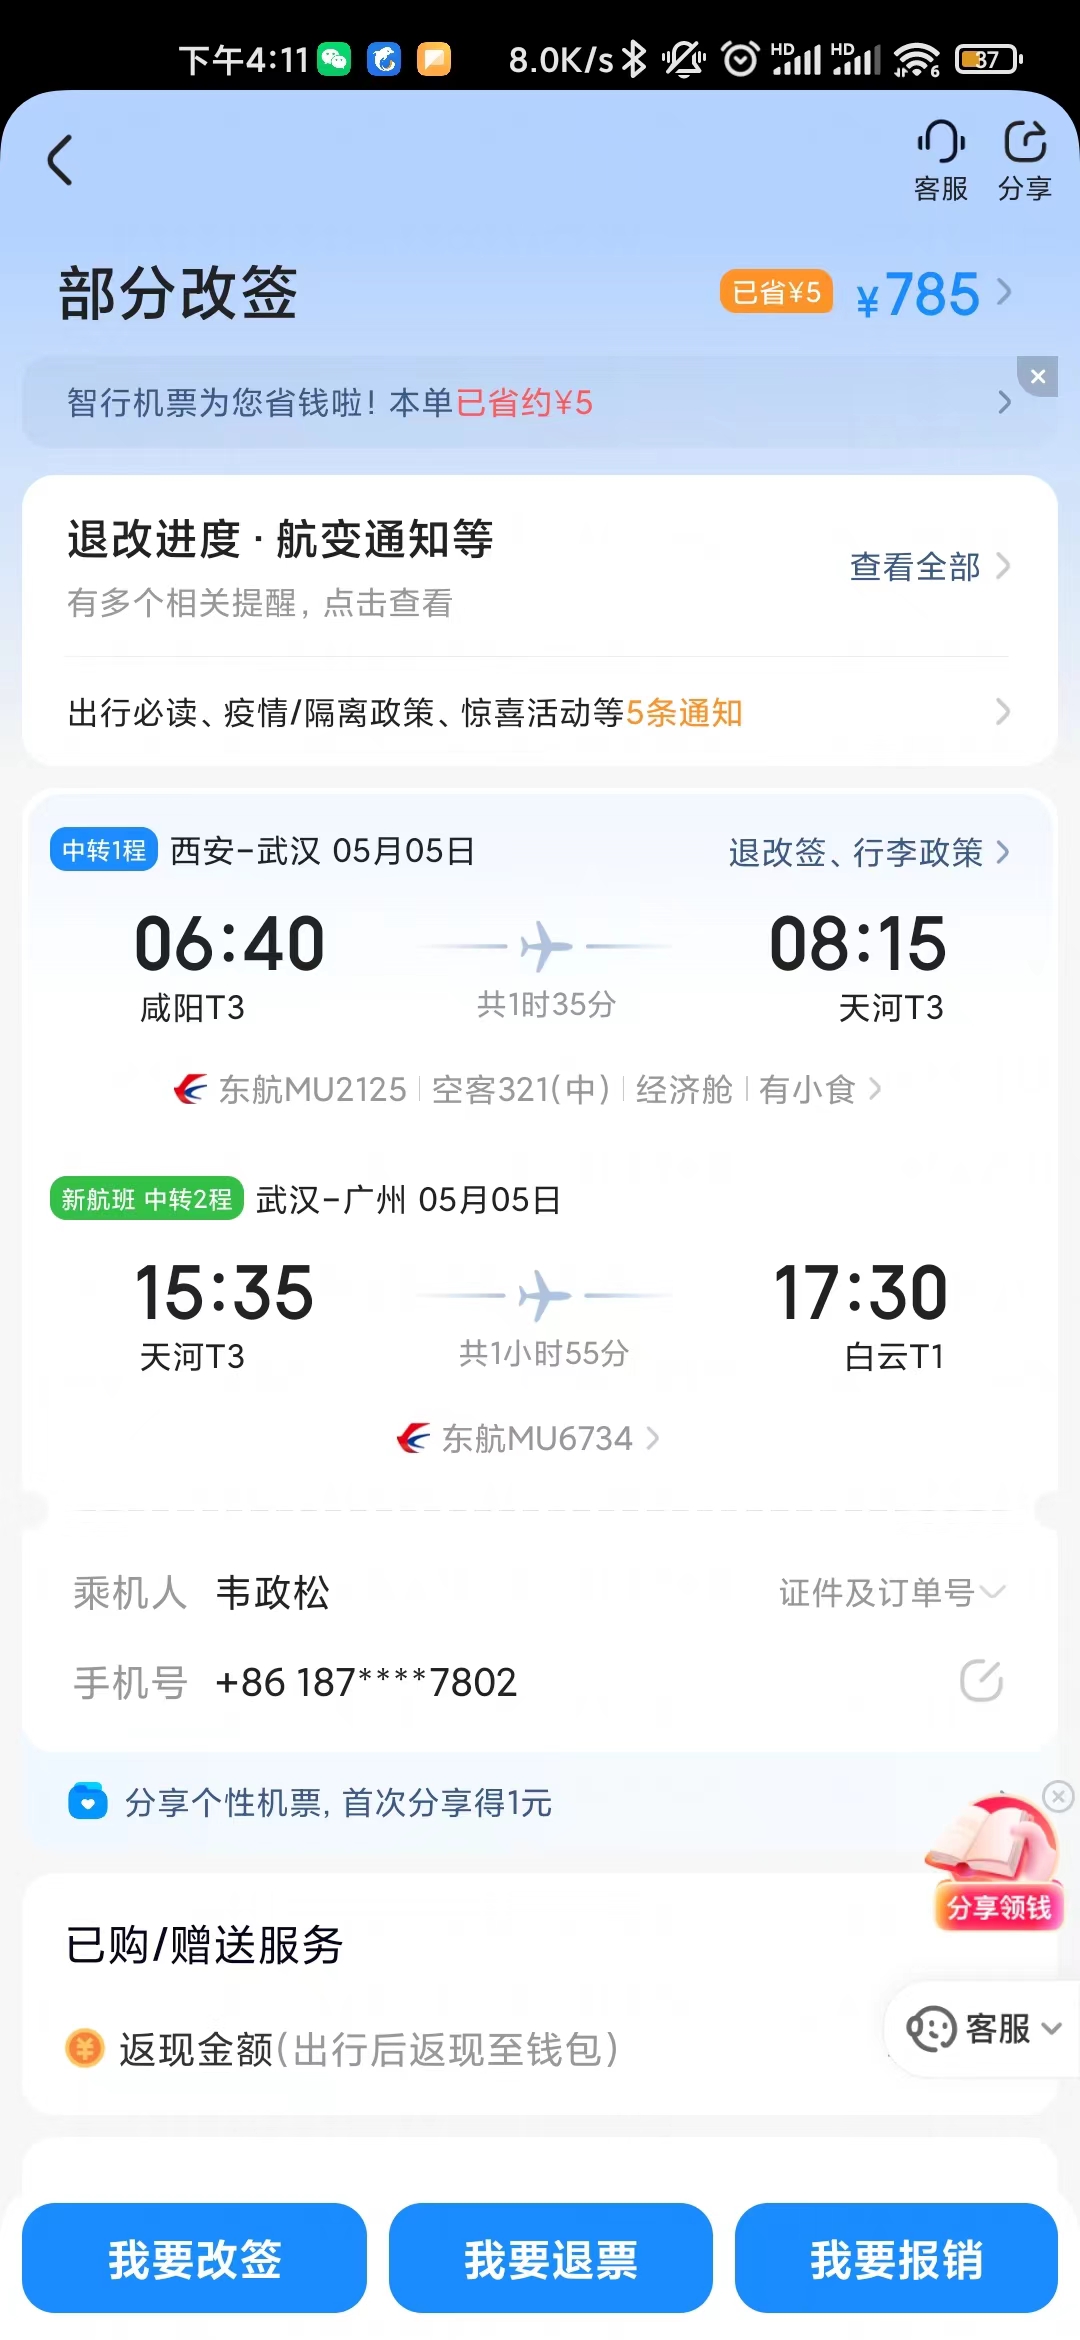 下午4:11 8.0K/s HD HD 6 37
客服 分享
部分改签 已省¥5 ¥785
智行机票为您省钱啦！本单已省约¥5
退改进度·航变通知等
查看全部
有多个相关提醒，点击查看
出行必读、疫情/隔离政策、惊喜活动等5条通知
中转1程 西安-武汉 05月05日 退改签、行李政策
06:40 08:15
咸阳T3 共1时35分 天河T3
东航MU2125 空客321(中) 经济舱 有小食
新航班 中转2程 武汉-广州 05月05日
15:35 17:30
天河T3 共1小时55分 白云T1
东航MU6734
乘机人 韦政松 证件及订单号
手机号 +86 187****7802
分享个性机票，首次分享得1元
分享领钱
已购/赠送服务
客服
返现金额(出行后返现至钱包)
我要改签 我要退票 我要报销